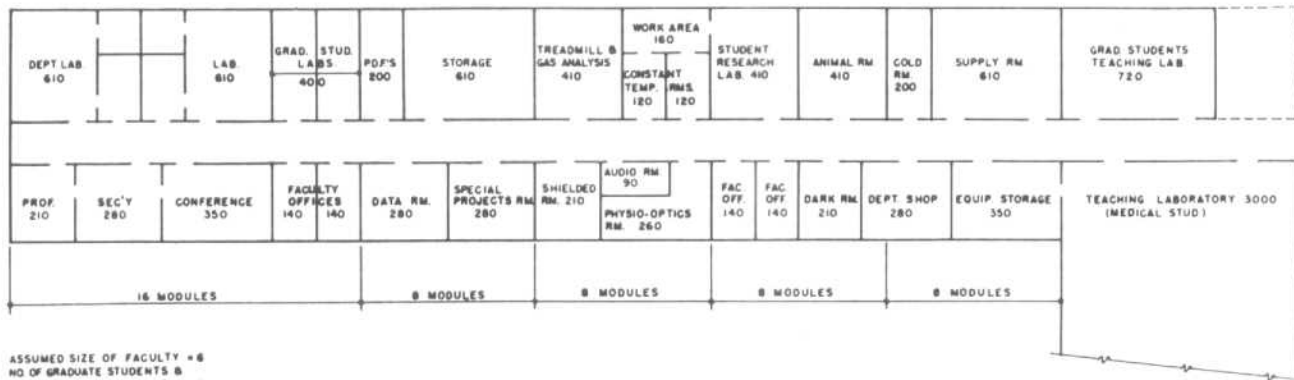 DEPT LAB.
610
LAB.
610
GRAD. STUD.
LABS
400
P.D.F.'S
200
STORAGE
610
TREADMILL &
GAS ANALYSIS
410
WORK AREA
160
CONSTANT
TEMP. RMS.
120 120
STUDENT
RESEARCH
LAB. 410
ANIMAL RM
410
COLD
RM.
200
SUPPLY RM
610
GRAD. STUDENTS
TEACHING LAB.
720
PROF.
210
SEC'Y
280
CONFERENCE
350
FACULTY
OFFICES
140 140
DATA RM.
280
SPECIAL
PROJECTS RM.
280
SHIELDED
RM. 210
AUDIO RM.
90
PHYSIO-OPTICS
RM. 260
FAC.
OFF.
140
FAC.
OFF.
140
DARK RM.
210
DEPT. SHOP
280
EQUIP. STORAGE
350
TEACHING LABORATORY 3000
(MEDICAL STUD)
16 MODULES
8 MODULES
8 MODULES
8 MODULES
8 MODULES
ASSUMED SIZE OF FACULTY = 6
NO. OF GRADUATE STUDENTS 8